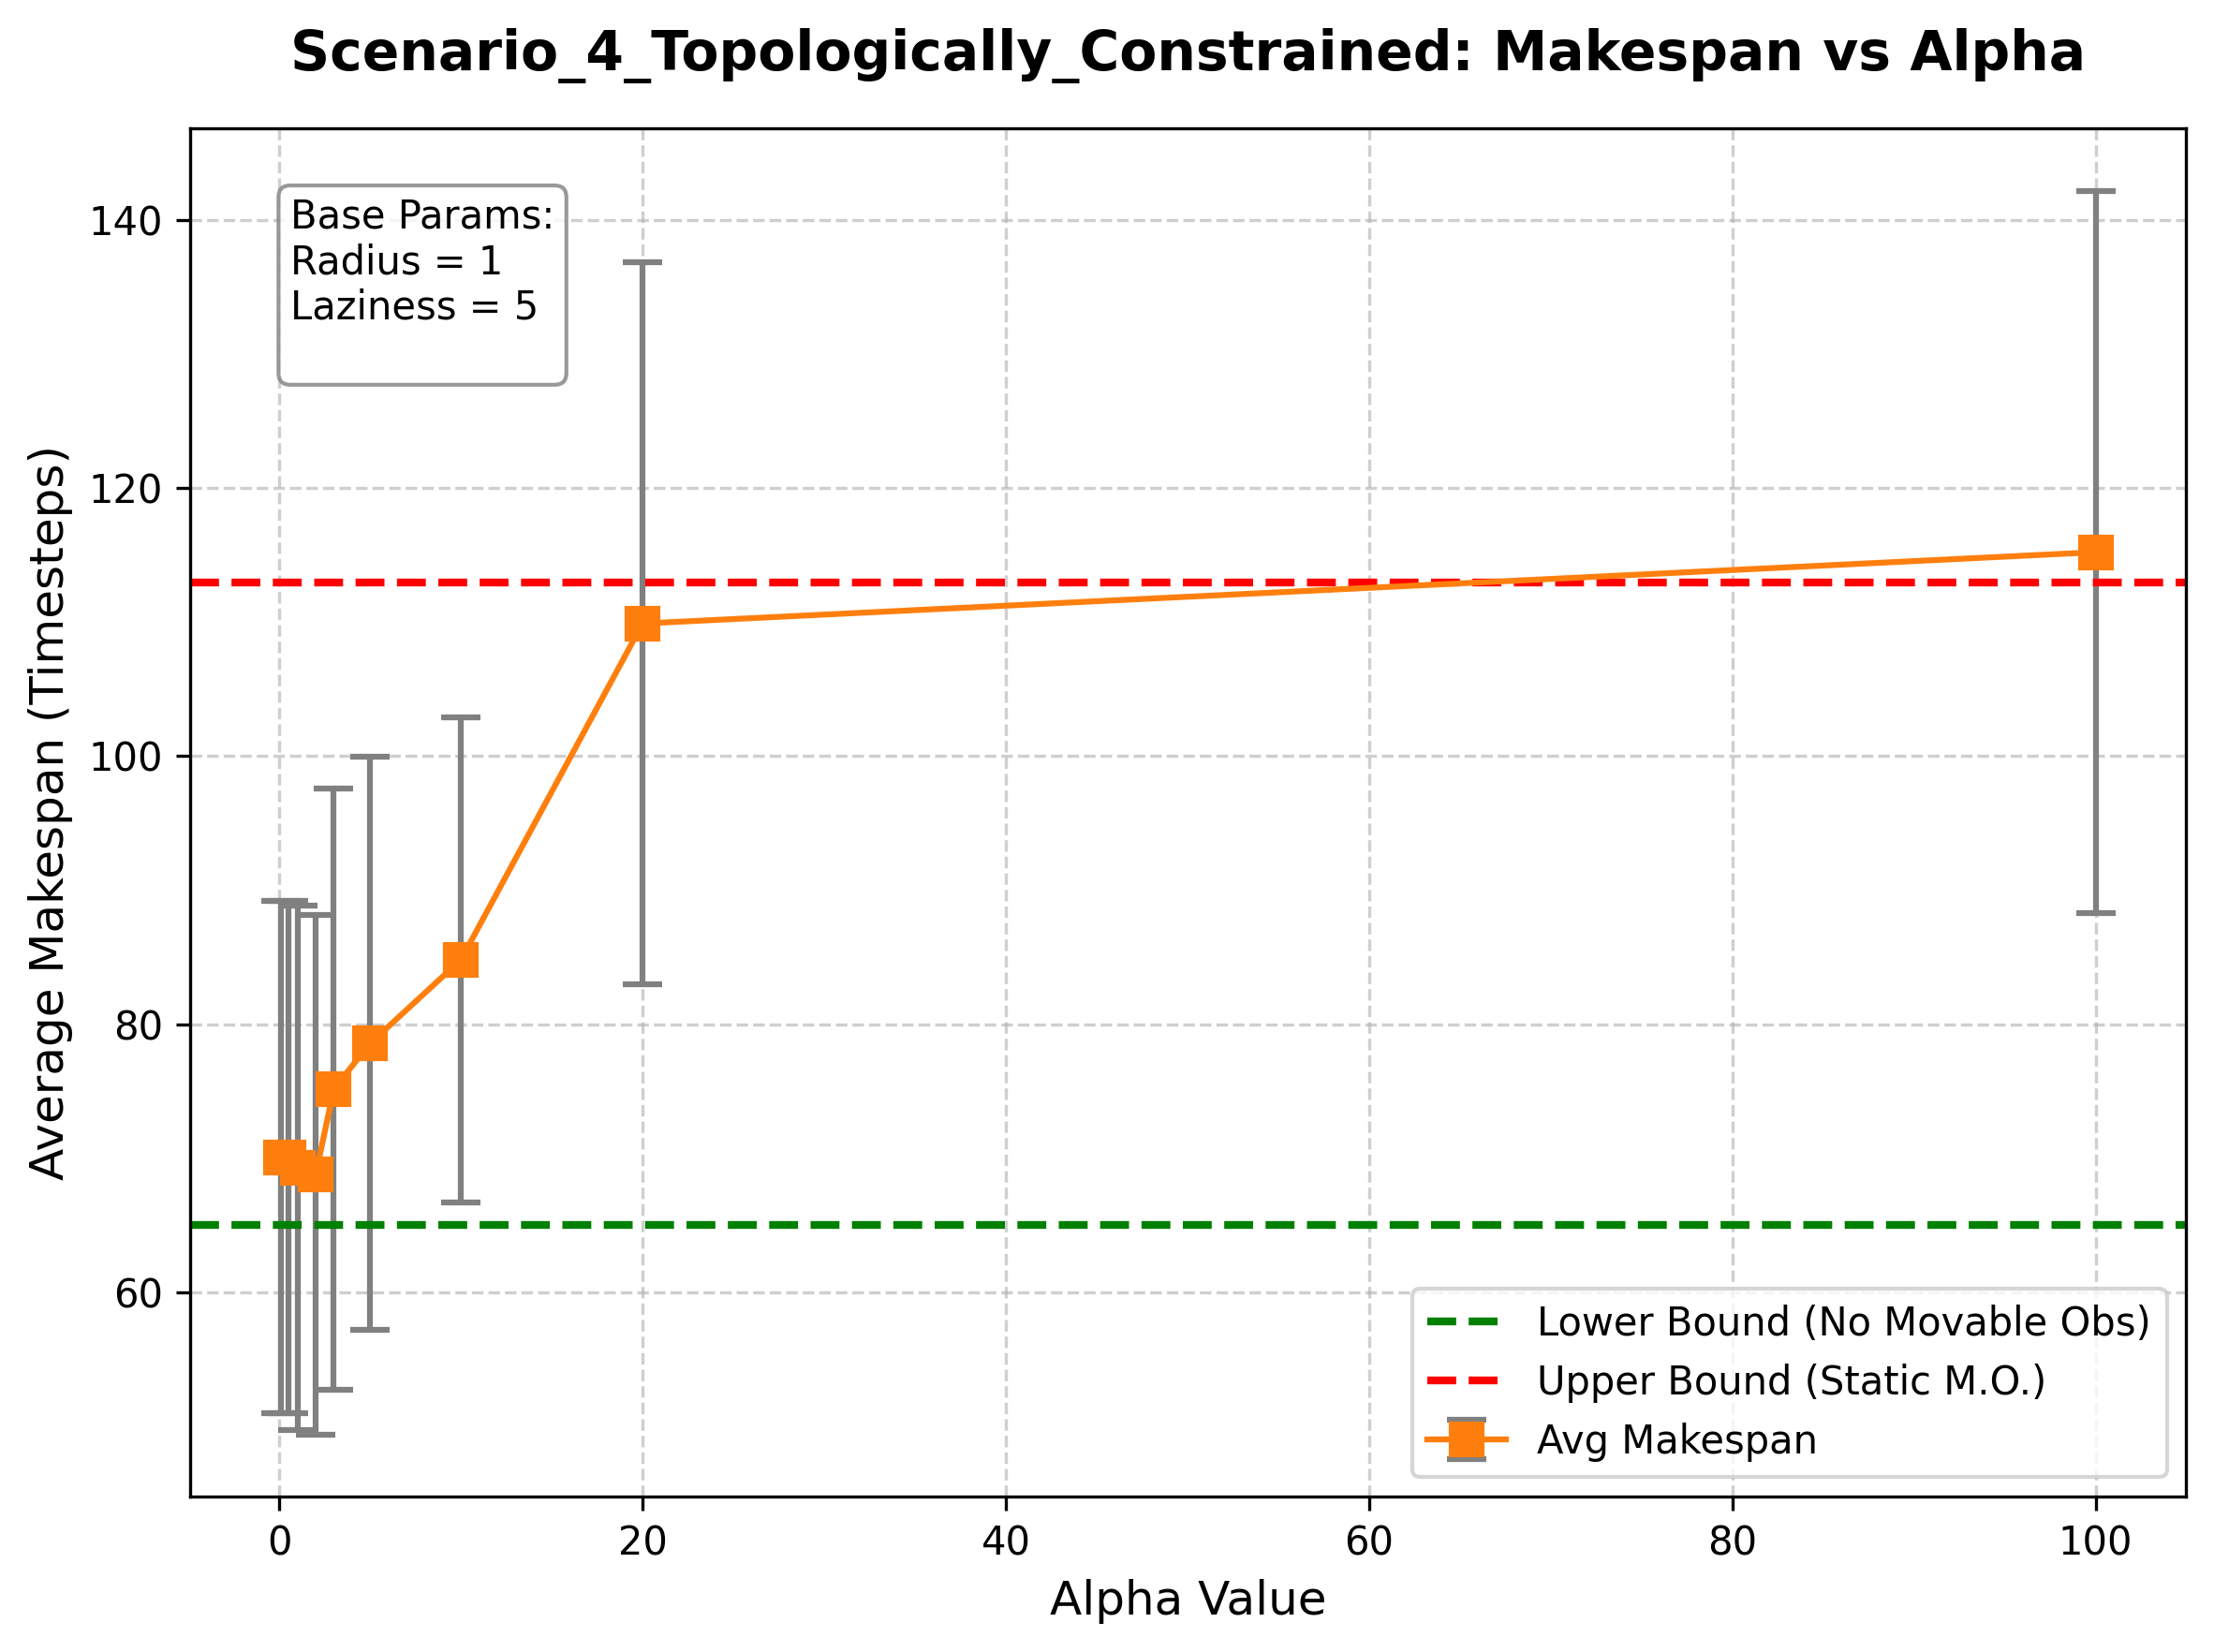 Scenario_4_Topologically_Constrained: Makespan vs Alpha
Base Params:
Radius = 1
Laziness = 5
Average Makespan (Timesteps)
140
120
100
80
60
0
20
40
60
80
100
Alpha Value
Lower Bound (No Movable Obs)
Upper Bound (Static M.O.)
Avg Makespan